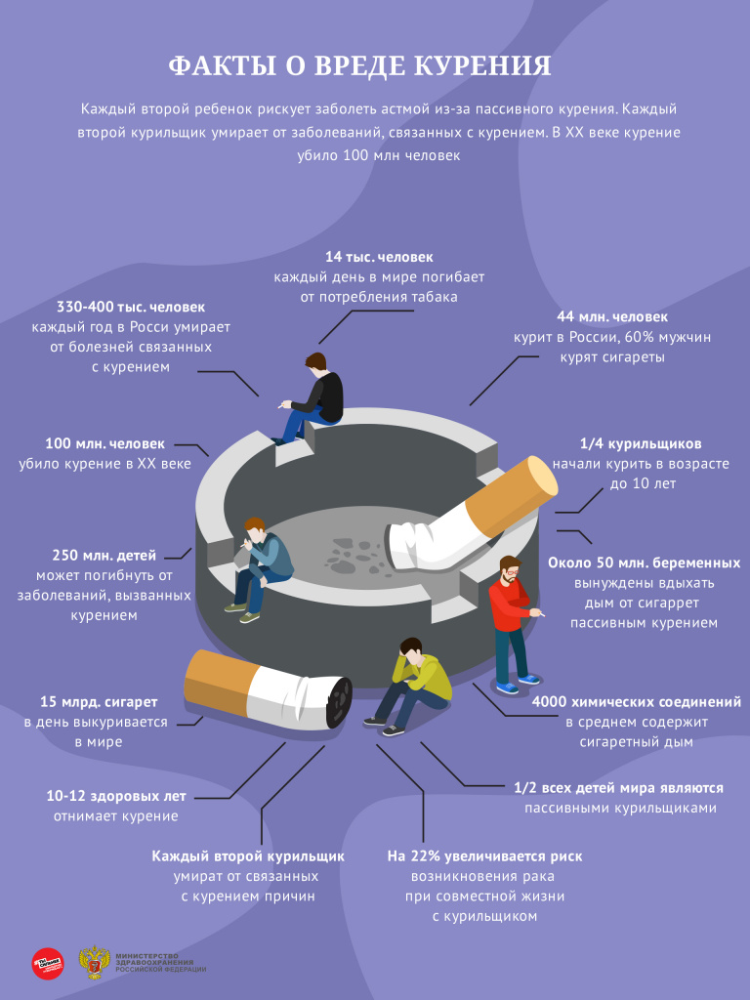 ФАКТЫ О ВРЕДЕ КУРЕНИЯ
Каждый второй ребенок рискует заболеть астмой из-за пассивного курения. Каждый
второй курильщик умирает от заболеваний, связанных с курением. В XX веке курение
убило 100 млн человек
14 тыс. человек
каждый день в мире погибает
от потребления табака
330-400 тыс. человек
каждый год в Росси умирает
от болезней связанных
с курением
44 млн. человек
курит в России, 60% мужчин
курят сигареты
100 млн. человек
убило курение в XX веке
1/4 курильщиков
начали курить в возрасте
до 10 лет
250 млн. детей
может погибнуть от
заболеваний, вызванных
курением
Около 50 млн. беременных
вынуждены вдыхать
дым от сигаррет
пассивным курением
15 млрд. сигарет
в день выкуривается
в мире
4000 химических соединений
в среднем содержит
сигаретный дым
10-12 здоровых лет
отнимает курение
1/2 всех детей мира являются
пассивными курильщиками
Каждый второй курильщик
умират от связанных
с курением причин
На 22% увеличивается риск
возникновения рака
при совместной жизни
с курильщиком
МИНИСТЕРСТВО
ЗДРАВООХРАНЕНИЯ
РОССИЙСКОЙ ФЕДЕРАЦИИ